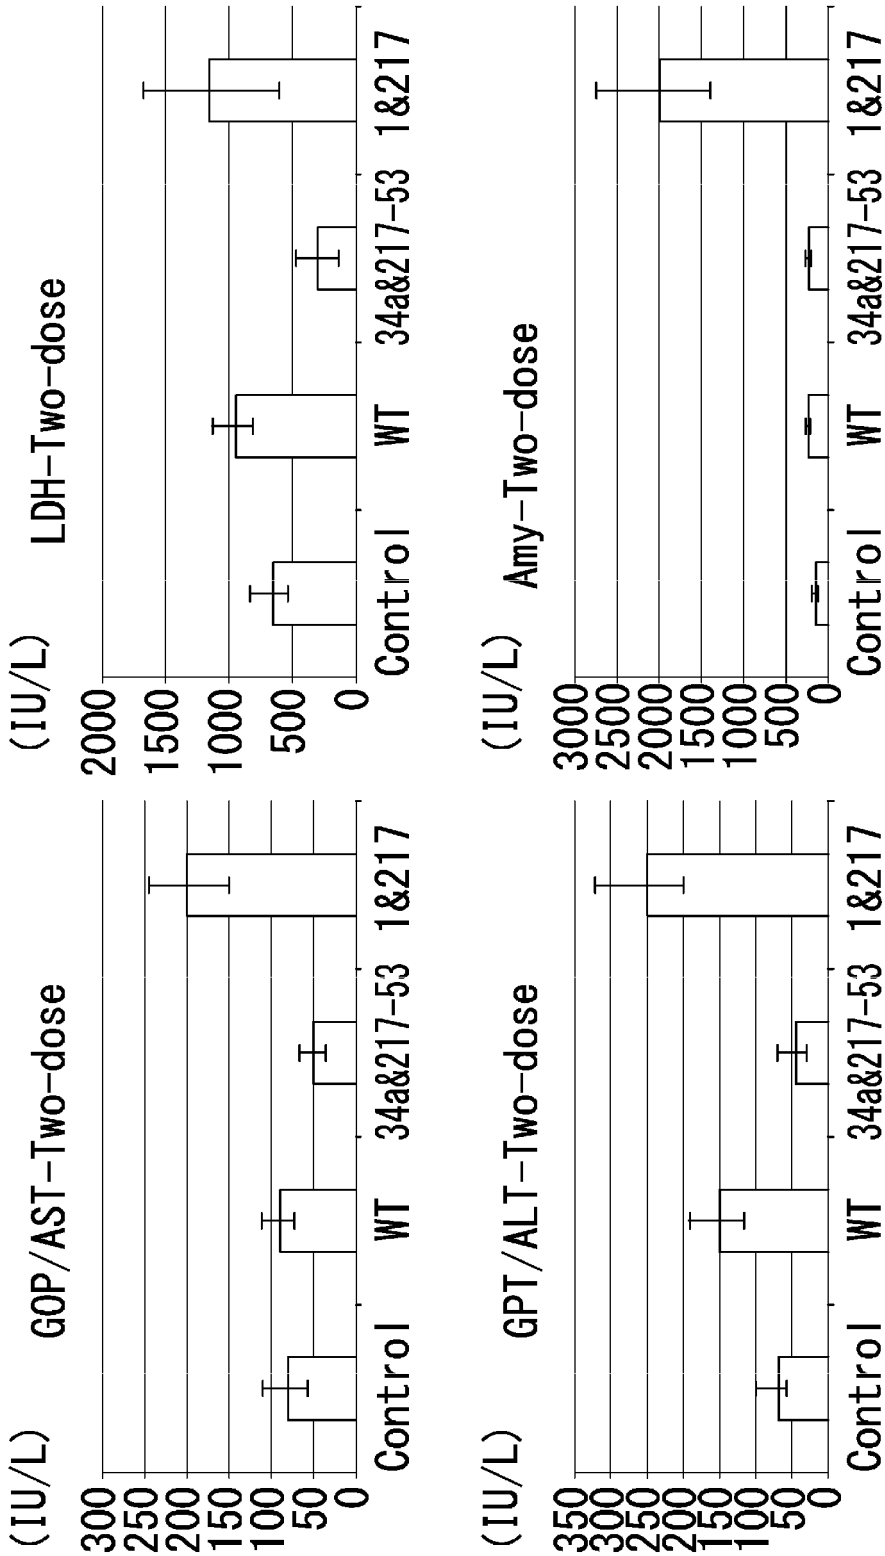 (IU/L)
GOP/AST-Two-dose
300
250
200
150
100
50
0
Control WT 34a&217-53 1&217
(IU/L)
LDH-Two-dose
2000
1500
1000
500
0
Control WT 34a&217-53 1&217
(IU/L)
GPT/ALT-Two-dose
350
300
250
200
150
100
50
0
Control WT 34a&217-53 1&217
(IU/L)
Amy-Two-dose
3000
2500
2000
1500
1000
500
0
Control WT 34a&217-53 1&217